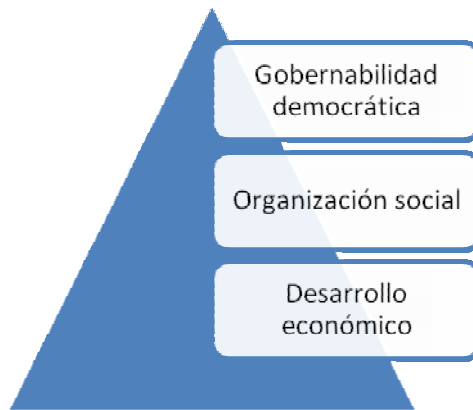 Gobernabilidad
democrática
Organización social
Desarrollo
económico